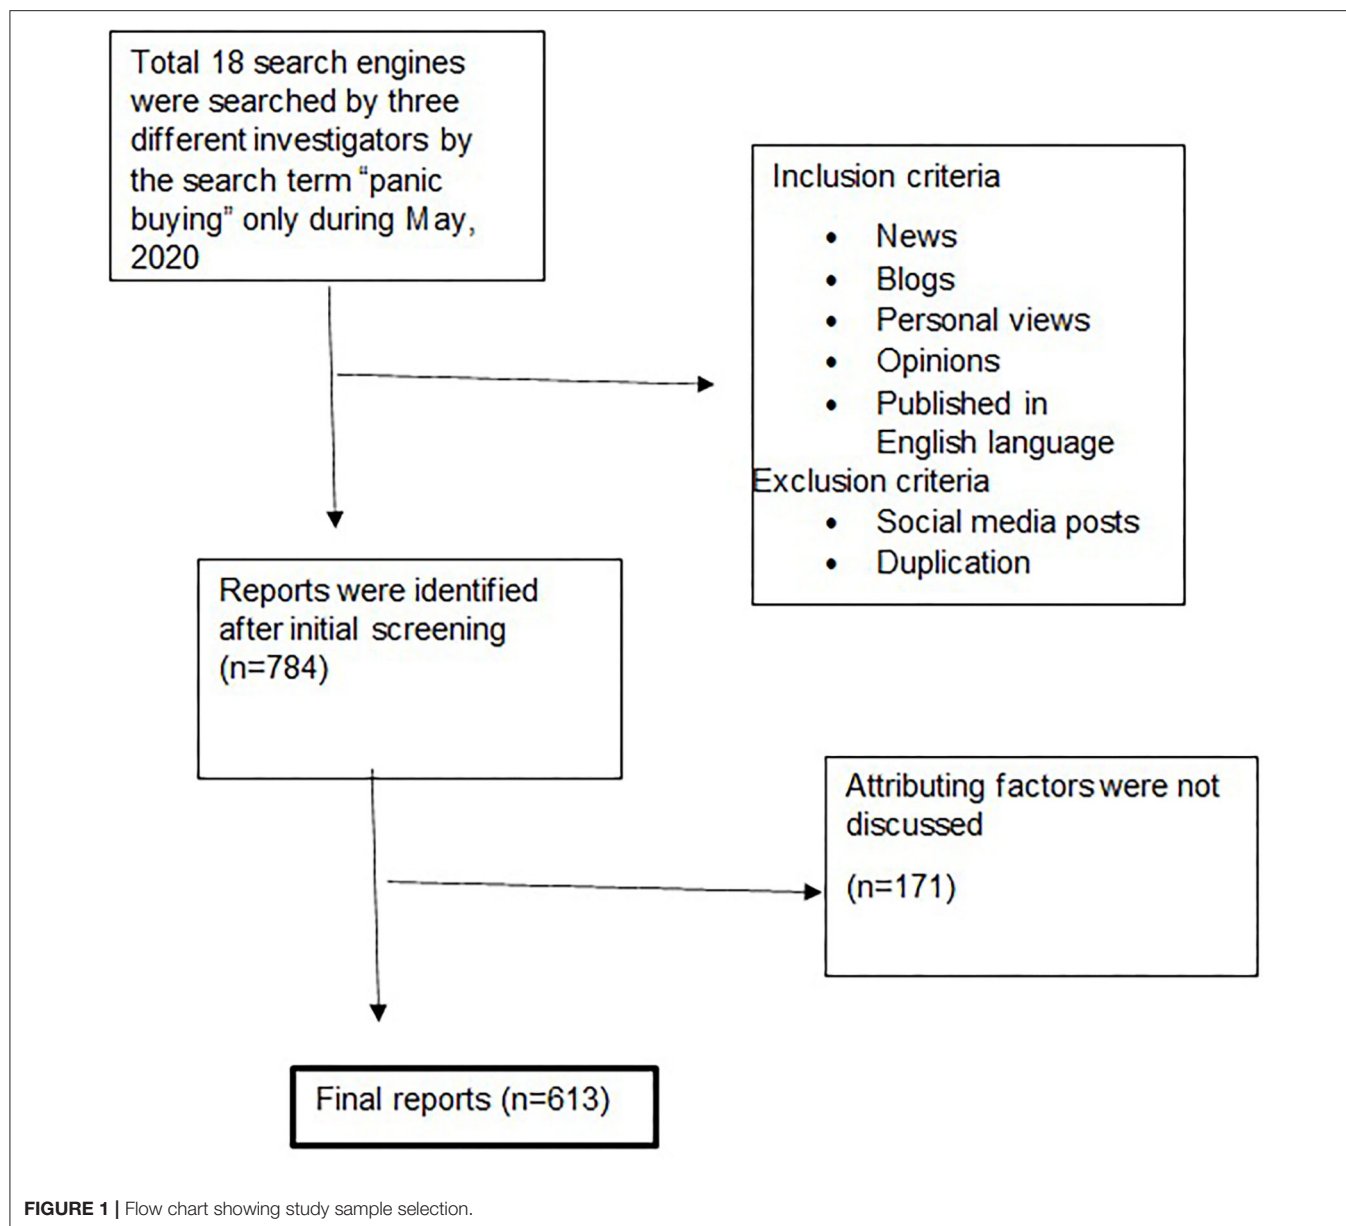 Total 18 search engines
were searched by three
different investigators by
the search term “panic
buying” only during May,
2020
Inclusion criteria
• News
• Blogs
• Personal views
• Opinions
• Published in
English language
Exclusion criteria
• Social media posts
• Duplication
Reports were identified
after initial screening
(n=784)
Attributing factors were not
discussed
(n=171)
Final reports (n=613)
FIGURE 1 | Flow chart showing study sample selection.